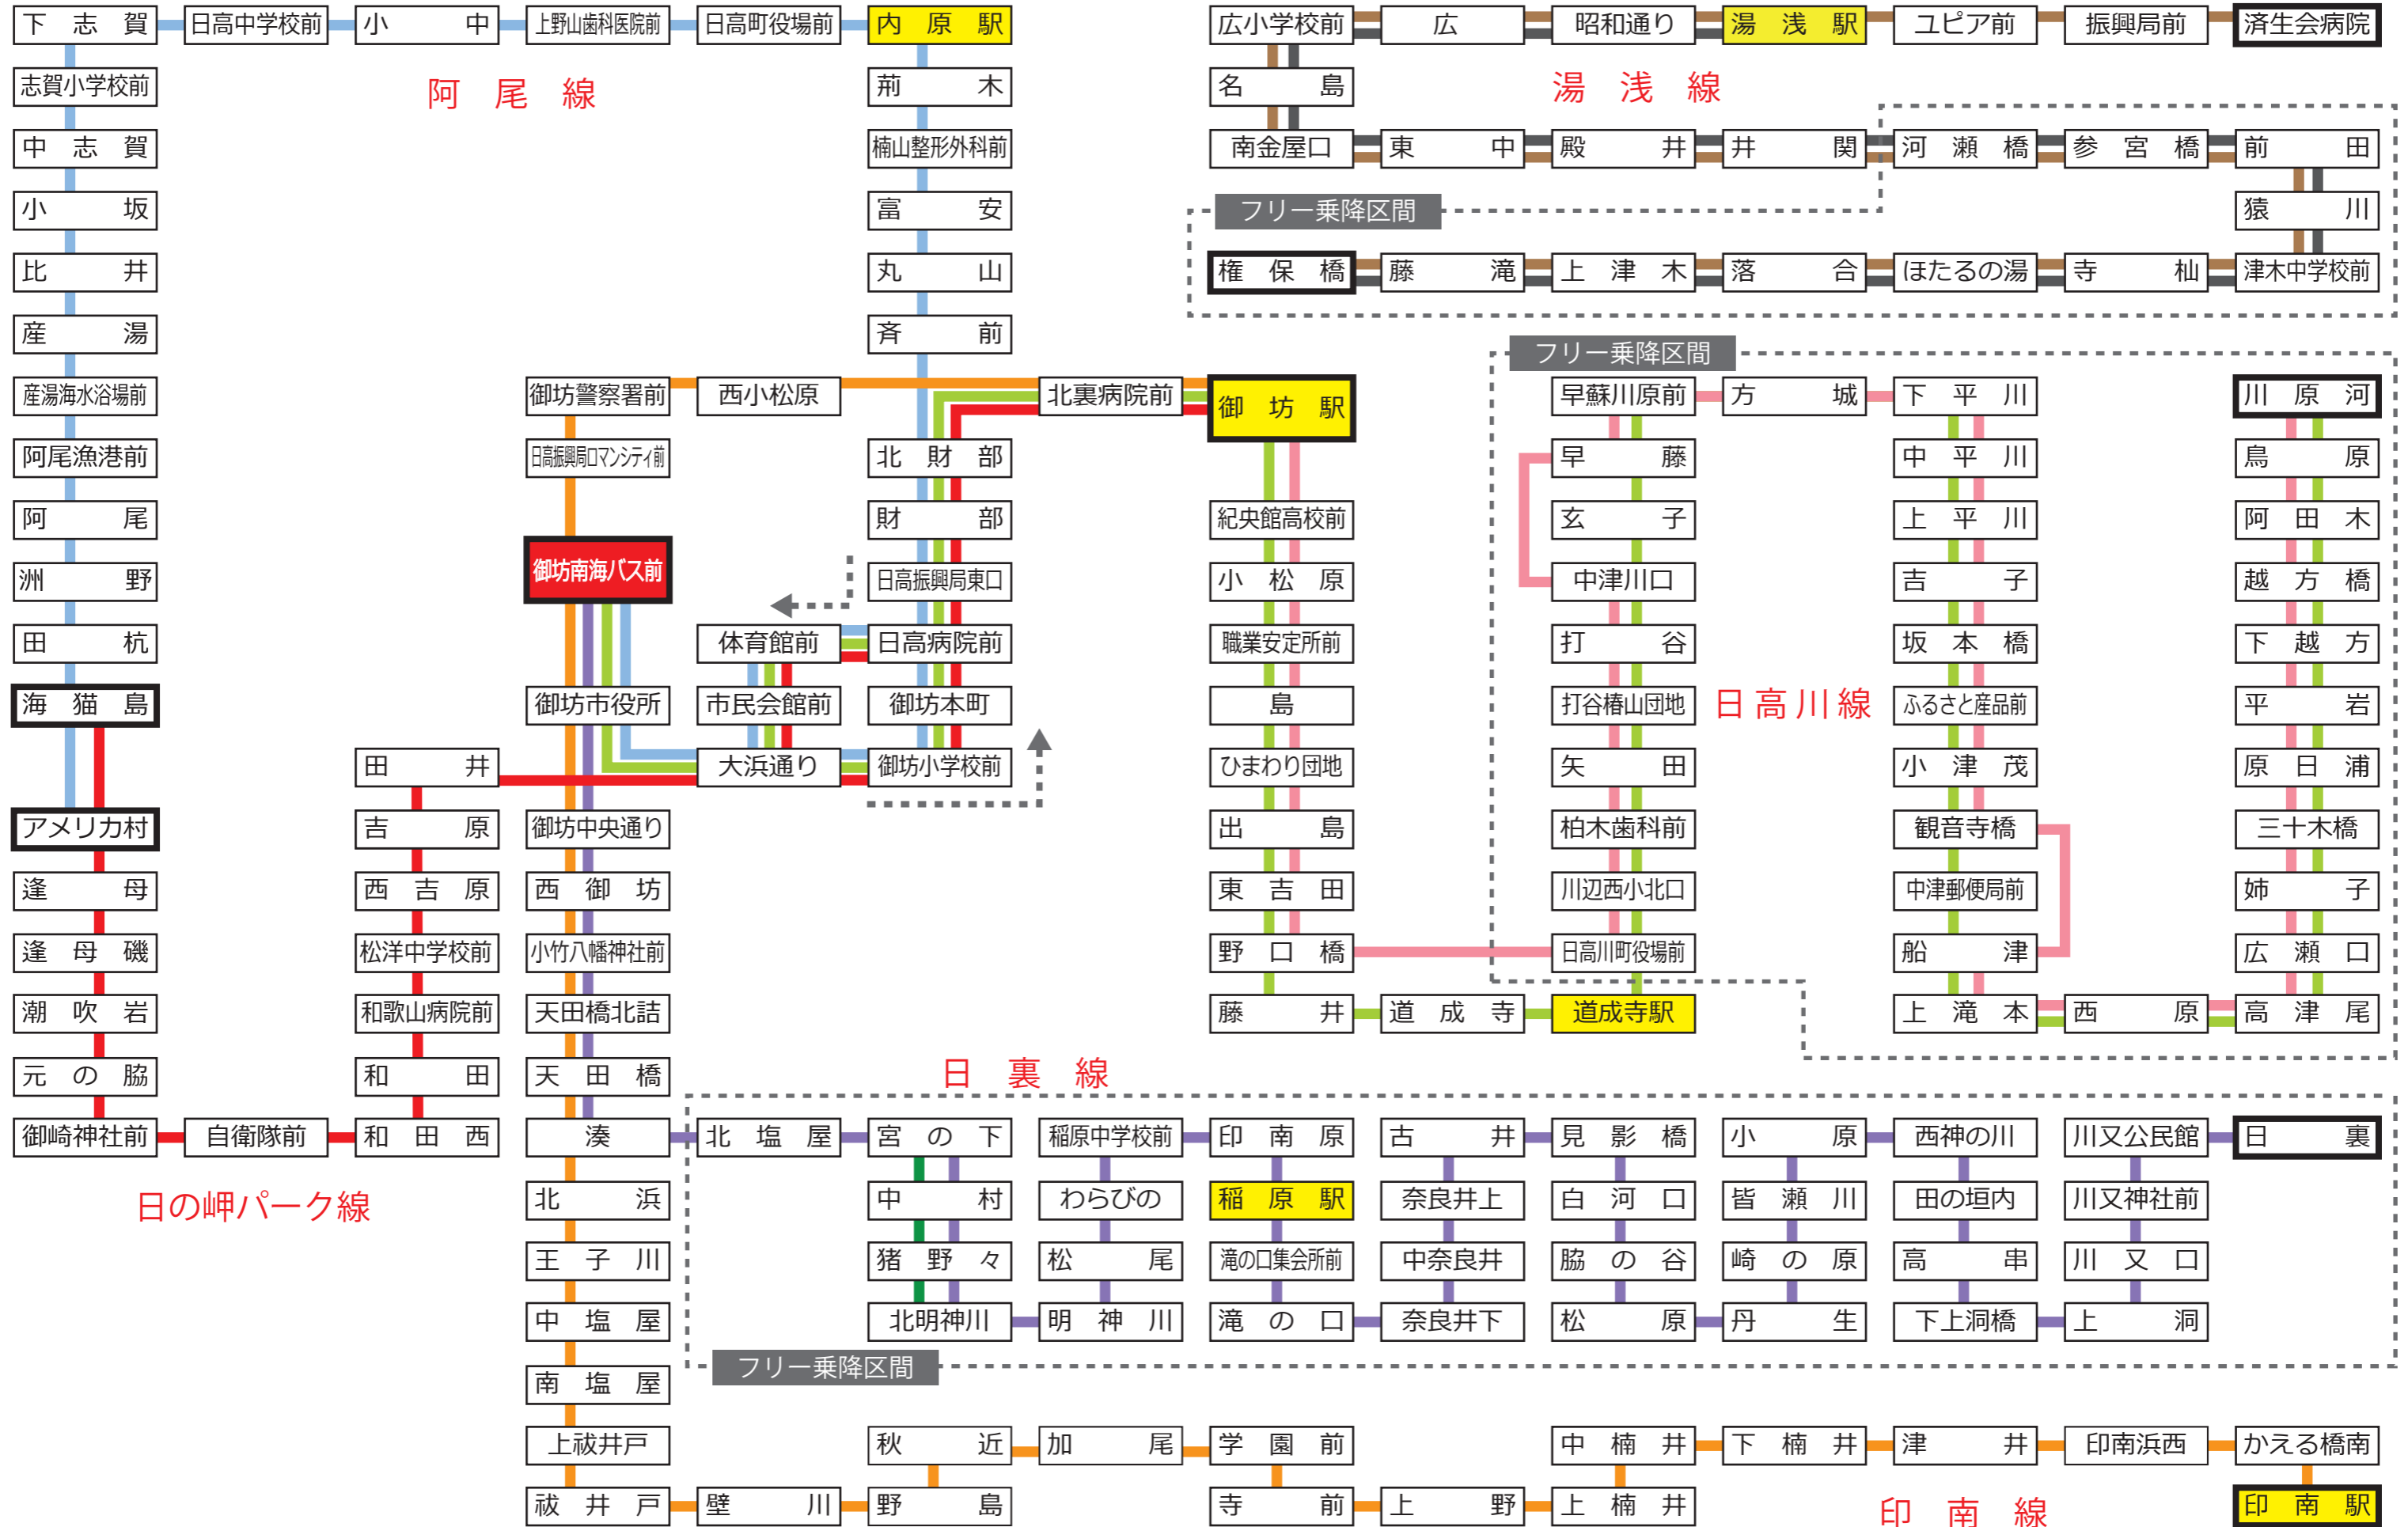 下志賀 日高中学校前 小中 上野山歯科医院前 日高町役場前 内原駅 広小学校前 広 昭和通り 湯浅駅 ユピア前 振興局前 済生会病院
志賀小学校前 阿尾線 荊木 名島 湯浅線
中志賀 楠山整形外科前 南金屋口 東中 殿井 井関 河瀬橋 参宮橋 前田
小坂 富安 フリー乗降区間 猿川
比井 丸山 権保橋 藤滝 上津木 落合 ほたるの湯 寺杣 津木中学校前
産湯 斉前 フリー乗降区間
産湯海水浴場前 御坊警察署前 西小松原 北裏病院前 御坊駅 早蘇川原前 方城 下平川 川原河
阿尾漁港前 日高振興局ロマンシティ前 北財部 早藤 中平川 鳥原
阿尾 財部 紀央館高校前 玄子 上平川 阿田木
洲野 御坊南海バス前 日高振興局東口 小松原 中津川口 吉子 越方橋
田杭 体育館前 日高病院前 職業安定所前 打谷 坂本橋 下越方
海猫島 御坊市役所 市民会館前 御坊本町 島 打谷椿山団地 日高川線 ふるさと産品前 平岩
田井 大浜通り 御坊小学校前 ひまわり団地 矢田 小津茂 原日浦
アメリカ村 吉原 御坊中央通り 出島 柏木歯科前 観音寺橋 三十木橋
逢母 西吉原 西御坊 東吉田 川辺西小北口 中津郵便局前 姉子
逢母磯 松洋中学校前 小竹八幡神社前 野口橋 日高川町役場前 船津 広瀬口
潮吹岩 和歌山病院前 天田橋北詰 藤井 道成寺 道成寺駅 上滝本 西原 高津尾
元の脇 和田 天田橋 日裏線
御崎神社前 自衛隊前 和田西 湊 北塩屋 宮の下 稲原中学校前 印南原 古井 見影橋 小原 西神の川 川又公民館 日裏
日の岬パーク線 北浜 中村 わらびの 稲原駅 奈良井上 白河口 皆瀬川 田の垣内 川又神社前
王子川 猪野々 松尾 滝の口集会所前 中奈良井 脇の谷 崎の原 高串 川又口
中塩屋 北明神川 明神川 滝の口 奈良井下 松原 丹生 下上洞橋 上洞
南塩屋 フリー乗降区間
上祓井戸 秋近 加尾 学園前 中楠井 下楠井 津井 印南浜西 かえる橋南
祓井戸 壁川 野島 寺前 上野 上楠井 印南線 印南駅